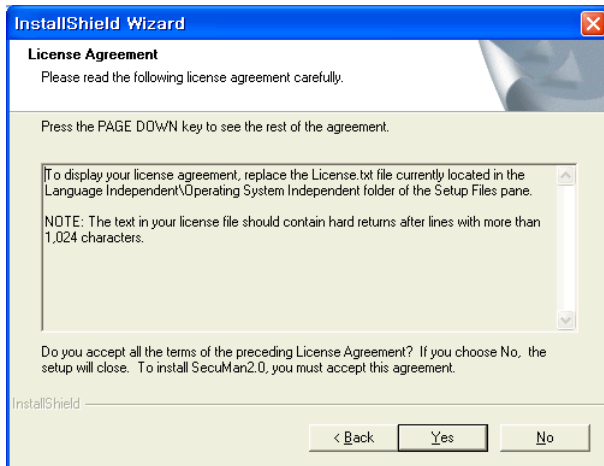 InstallShield Wizard
License Agreement
Please read the following license agreement carefully.
Press the PAGE DOWN key to see the rest of the agreement.
To display your license agreement, replace the License.txt file currently located in the
Language Independent\Operating System Independent folder of the Setup Files pane.
NOTE: The text in your license file should contain hard returns after lines with more than
1,024 characters.
Do you accept all the terms of the preceding License Agreement?  If you choose No,  the
setup will close.  To install SecuMan2.0, you must accept this agreement.
InstallShield
< Back
Yes
No